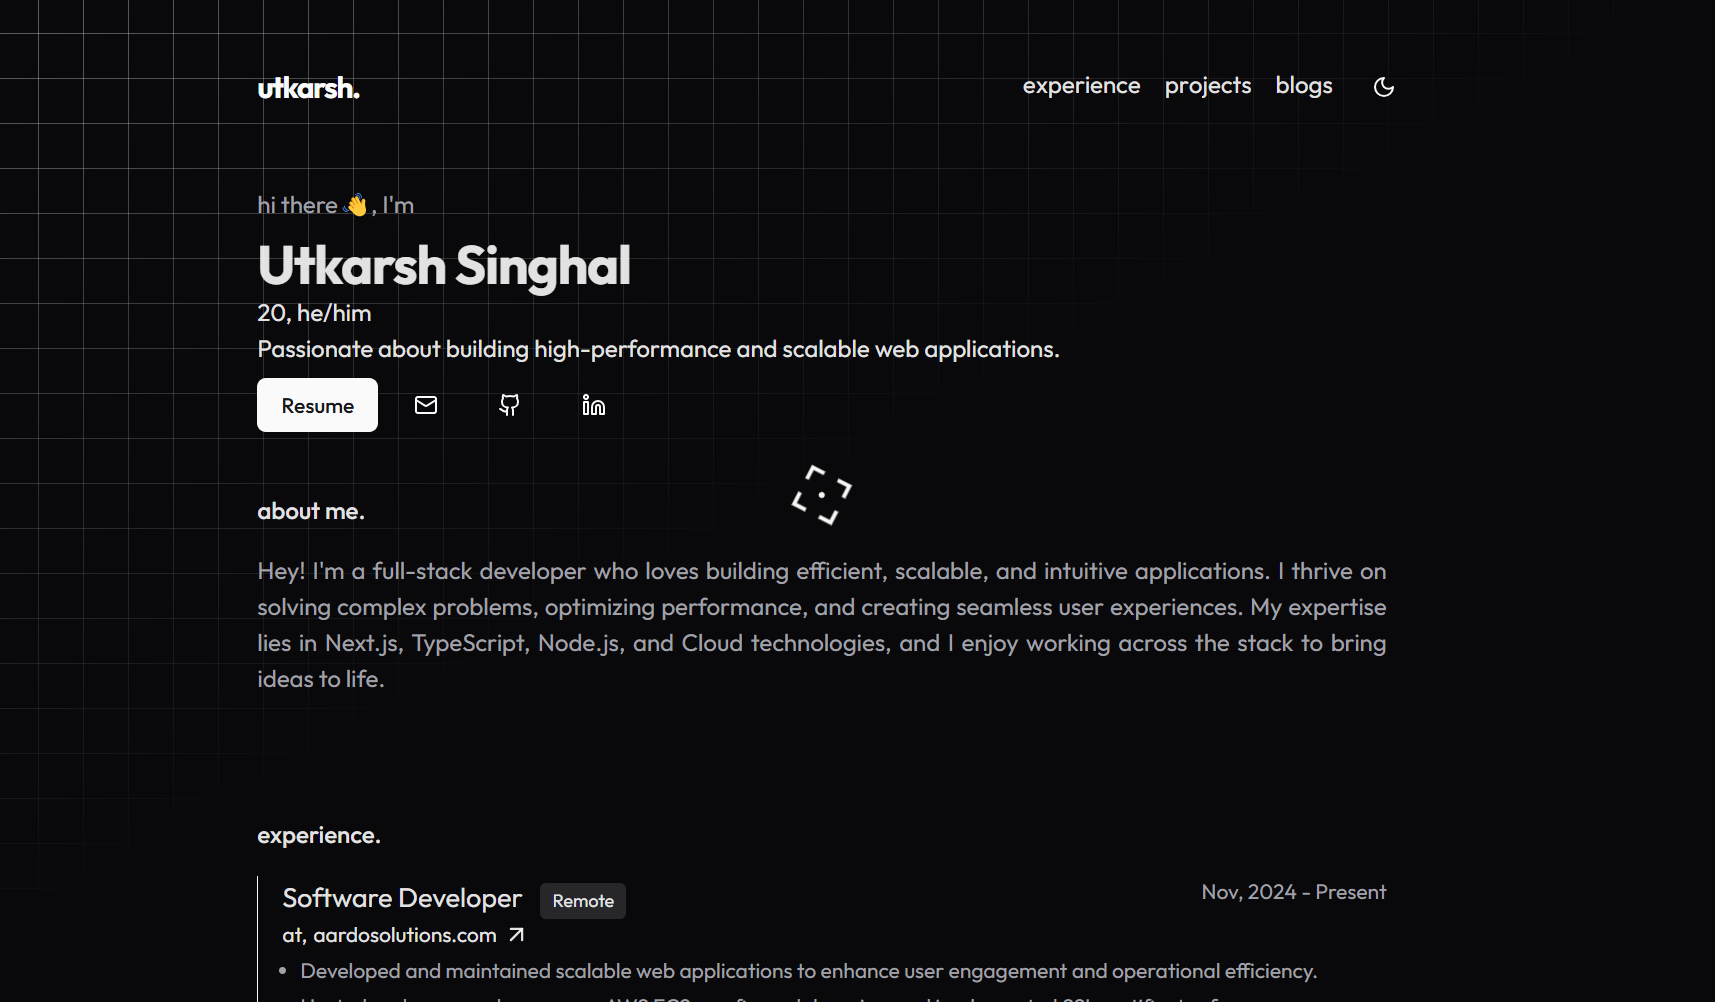 utkarsh.
experience projects blogs
hi there 👋, I'm
Utkarsh Singhal
20, he/him
Passionate about building high-performance and scalable web applications.
Resume
about me.
Hey! I'm a full-stack developer who loves building efficient, scalable, and intuitive applications. I thrive on
solving complex problems, optimizing performance, and creating seamless user experiences. My expertise
lies in Next.js, TypeScript, Node.js, and Cloud technologies, and I enjoy working across the stack to bring
ideas to life.
experience.
Software Developer Remote
Nov, 2024 - Present
at, aardosolutions.com
• Developed and maintained scalable web applications to enhance user engagement and operational efficiency.